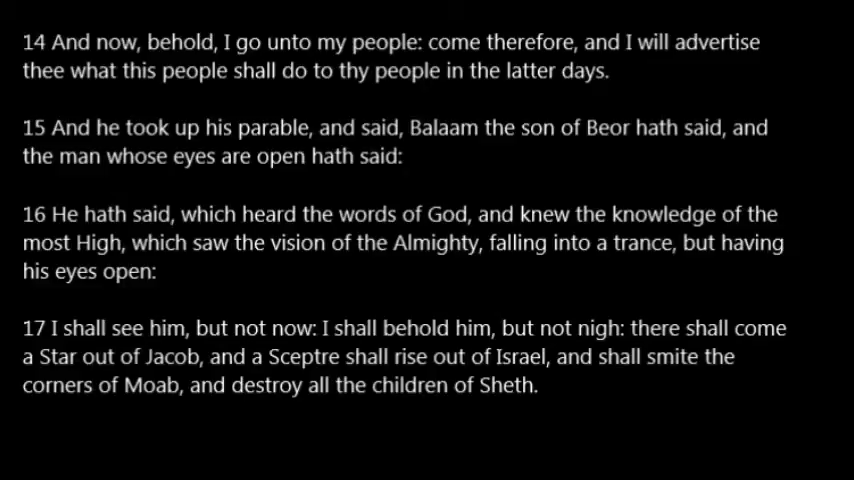 14 And now, behold, I go unto my people: come therefore, and I will advertise
thee what this people shall do to thy people in the latter days.
15 And he took up his parable, and said, Balaam the son of Beor hath said, and
the man whose eyes are open hath said:
16 He hath said, which heard the words of God, and knew the knowledge of the
most High, which saw the vision of the Almighty, falling into a trance, but having
his eyes open:
17 I shall see him, but not now: I shall behold him, but not nigh: there shall come
a Star out of Jacob, and a Sceptre shall rise out of Israel, and shall smite the
corners of Moab, and destroy all the children of Sheth.